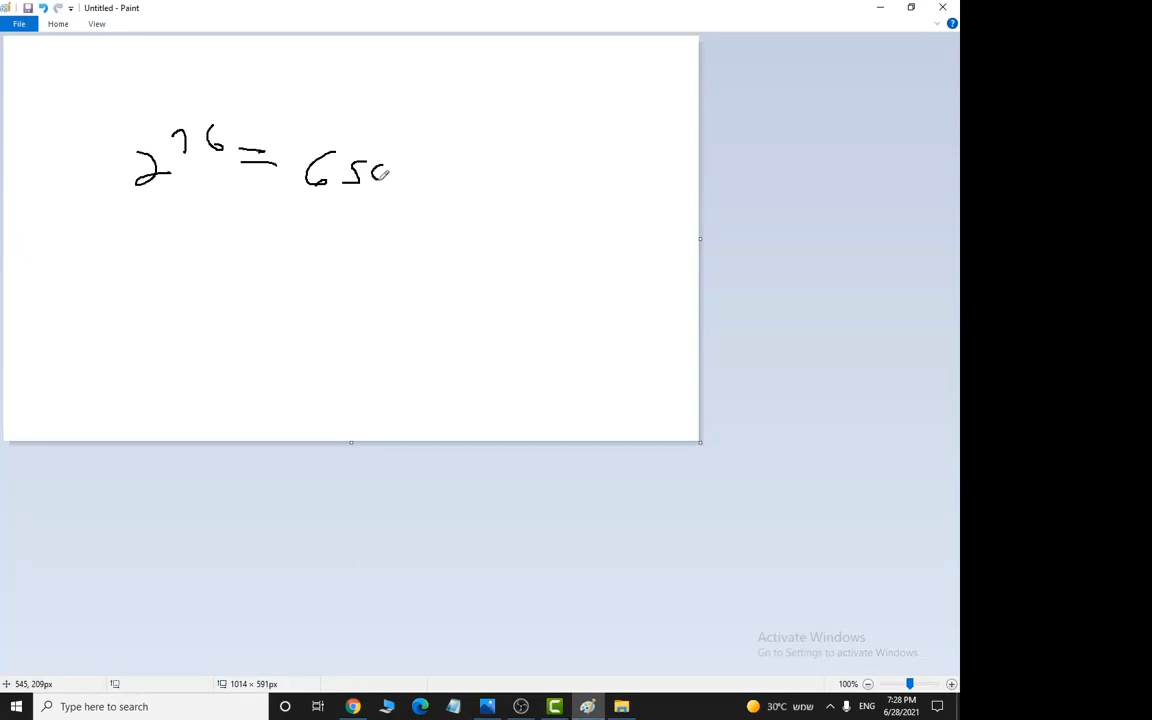 Untitled - Paint
File Home View
2^16 = 65
Activate Windows
Go to Settings to activate Windows.
545, 209px 1014 × 591px 100%
Type here to search 30°C שמש ENG 7:28 PM
6/28/2021